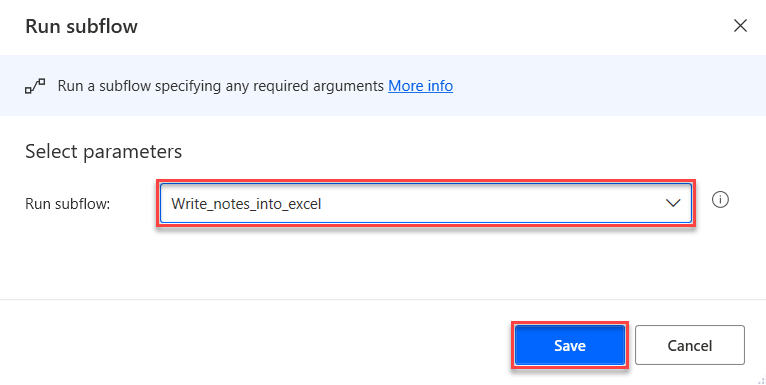 Run subflow
Run a subflow specifying any required arguments More info
Select parameters
Run subflow: Write_notes_into_excel
Save Cancel